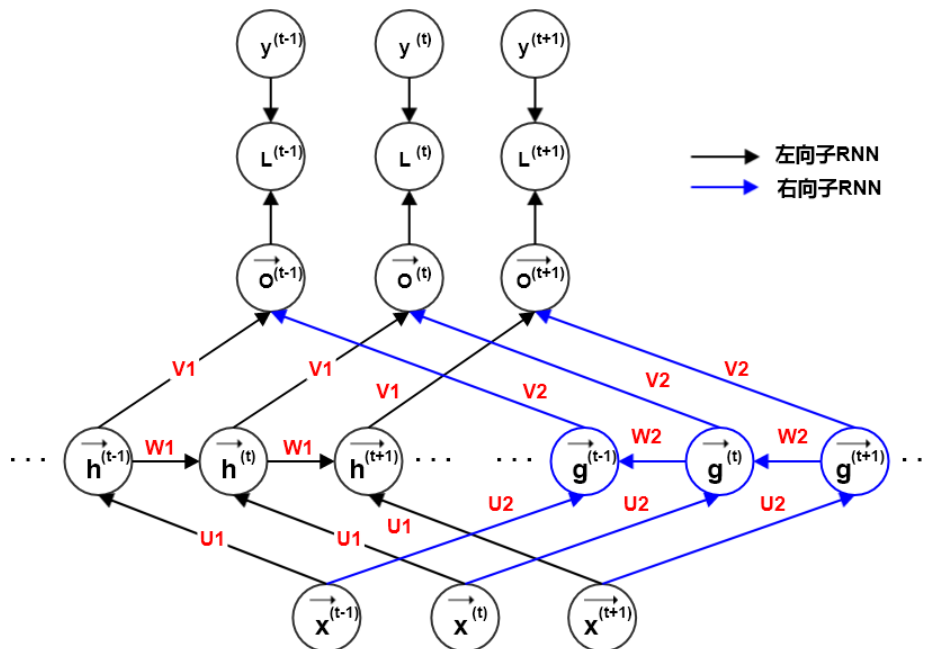 y(t-1) y(t) y(t+1)
L(t-1) L(t) L(t+1)
左向子RNN
右向子RNN
o(t-1) o(t) o(t+1)
V1 V1 V1 V2 V2 V2
... h(t-1) W1 h(t) W1 h(t+1) ... ... g(t-1) W2 g(t) W2 g(t+1) ...
U1 U1 U1 U2 U2 U2
x(t-1) x(t) x(t+1)